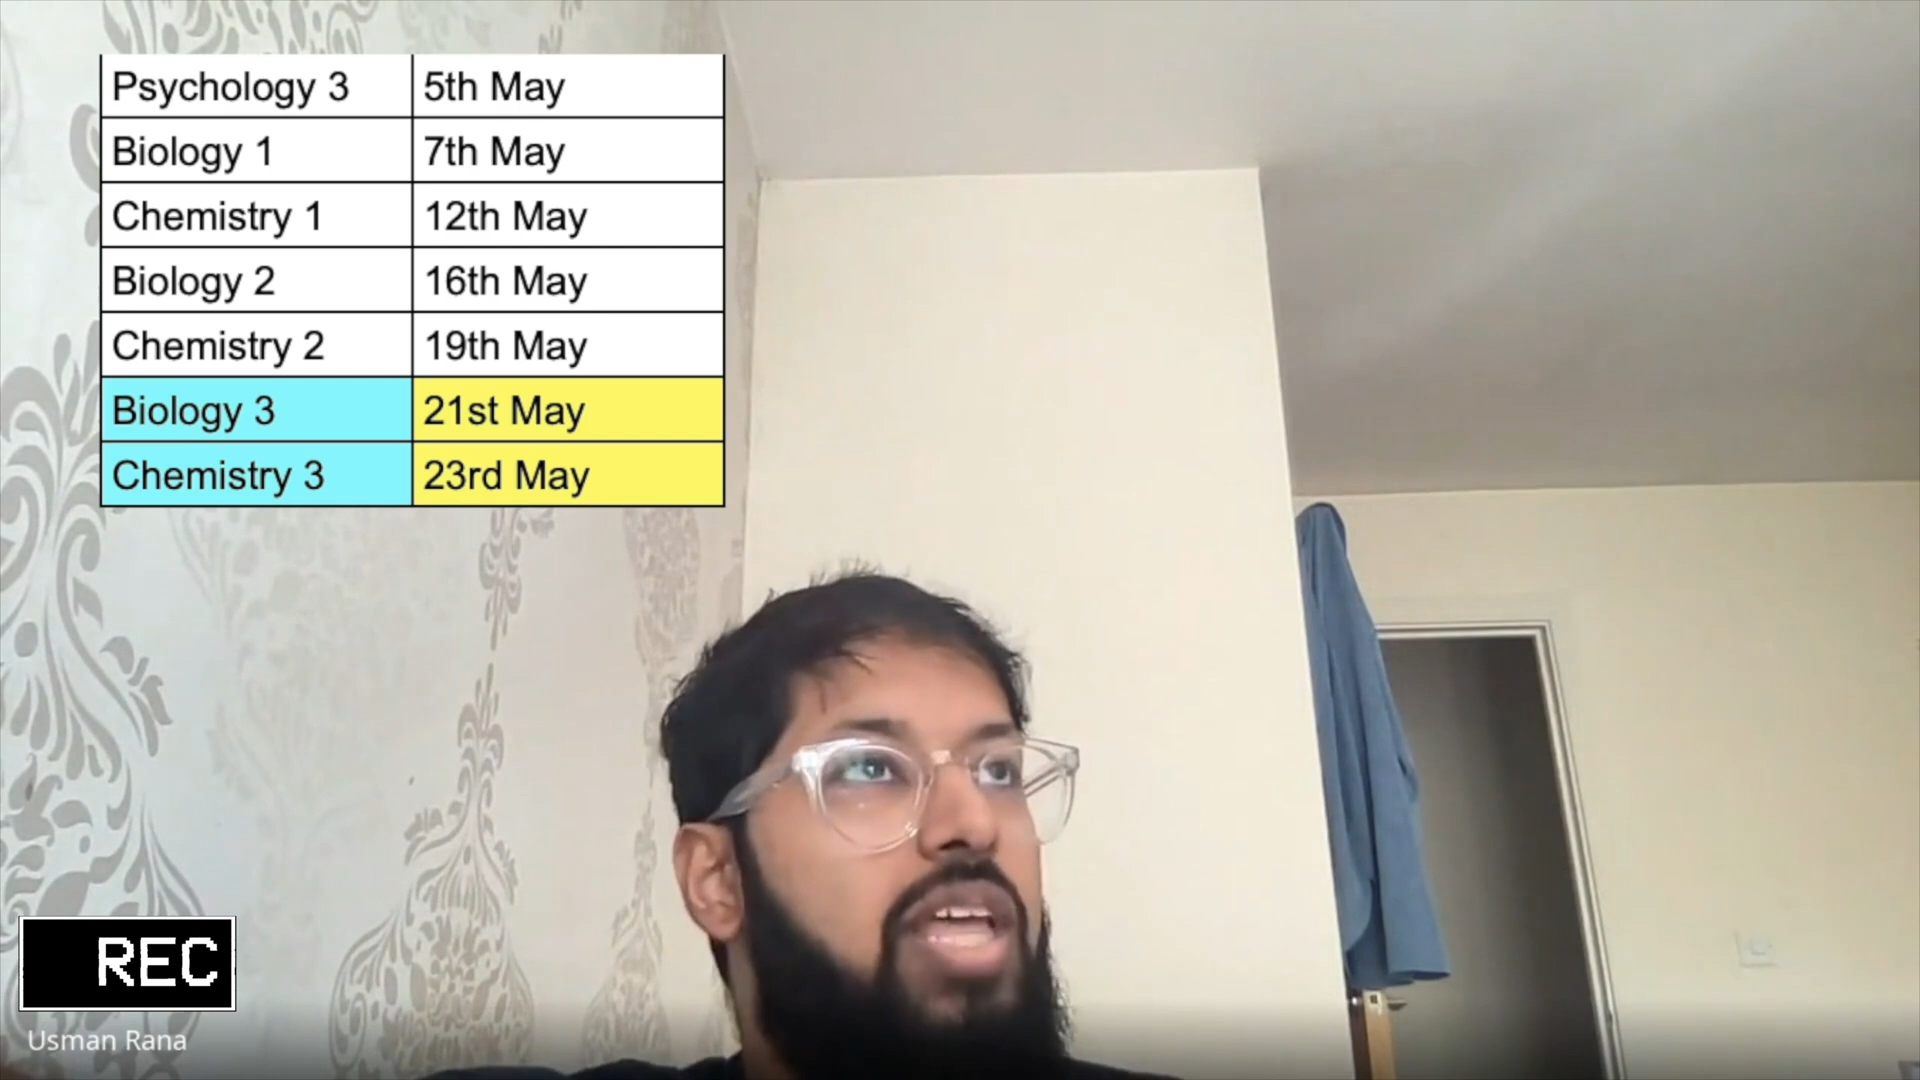 Psychology 3 5th May
Biology 1 7th May
Chemistry 1 12th May
Biology 2 16th May
Chemistry 2 19th May
Biology 3 21st May
Chemistry 3 23rd May
REC
Usman Rana